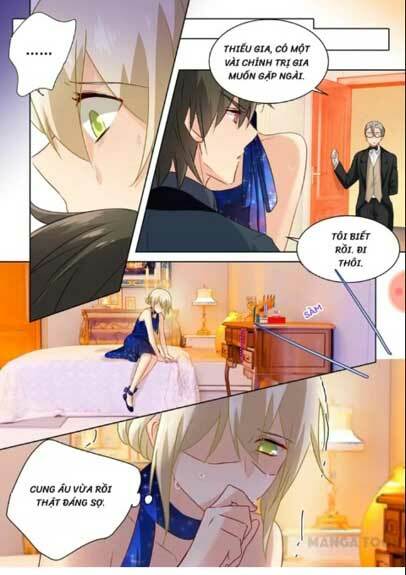 ......
THIẾU GIA, CÓ MỘT
VÀI CHÍNH TRỊ GIA
MUỐN GẶP NGÀI.
TÔI BIẾT
RỒI. ĐI
THÔI.
SẦM
CUNG ÂU VỪA RỒI
THẬT ĐÁNG SỢ.
MANGA TOON